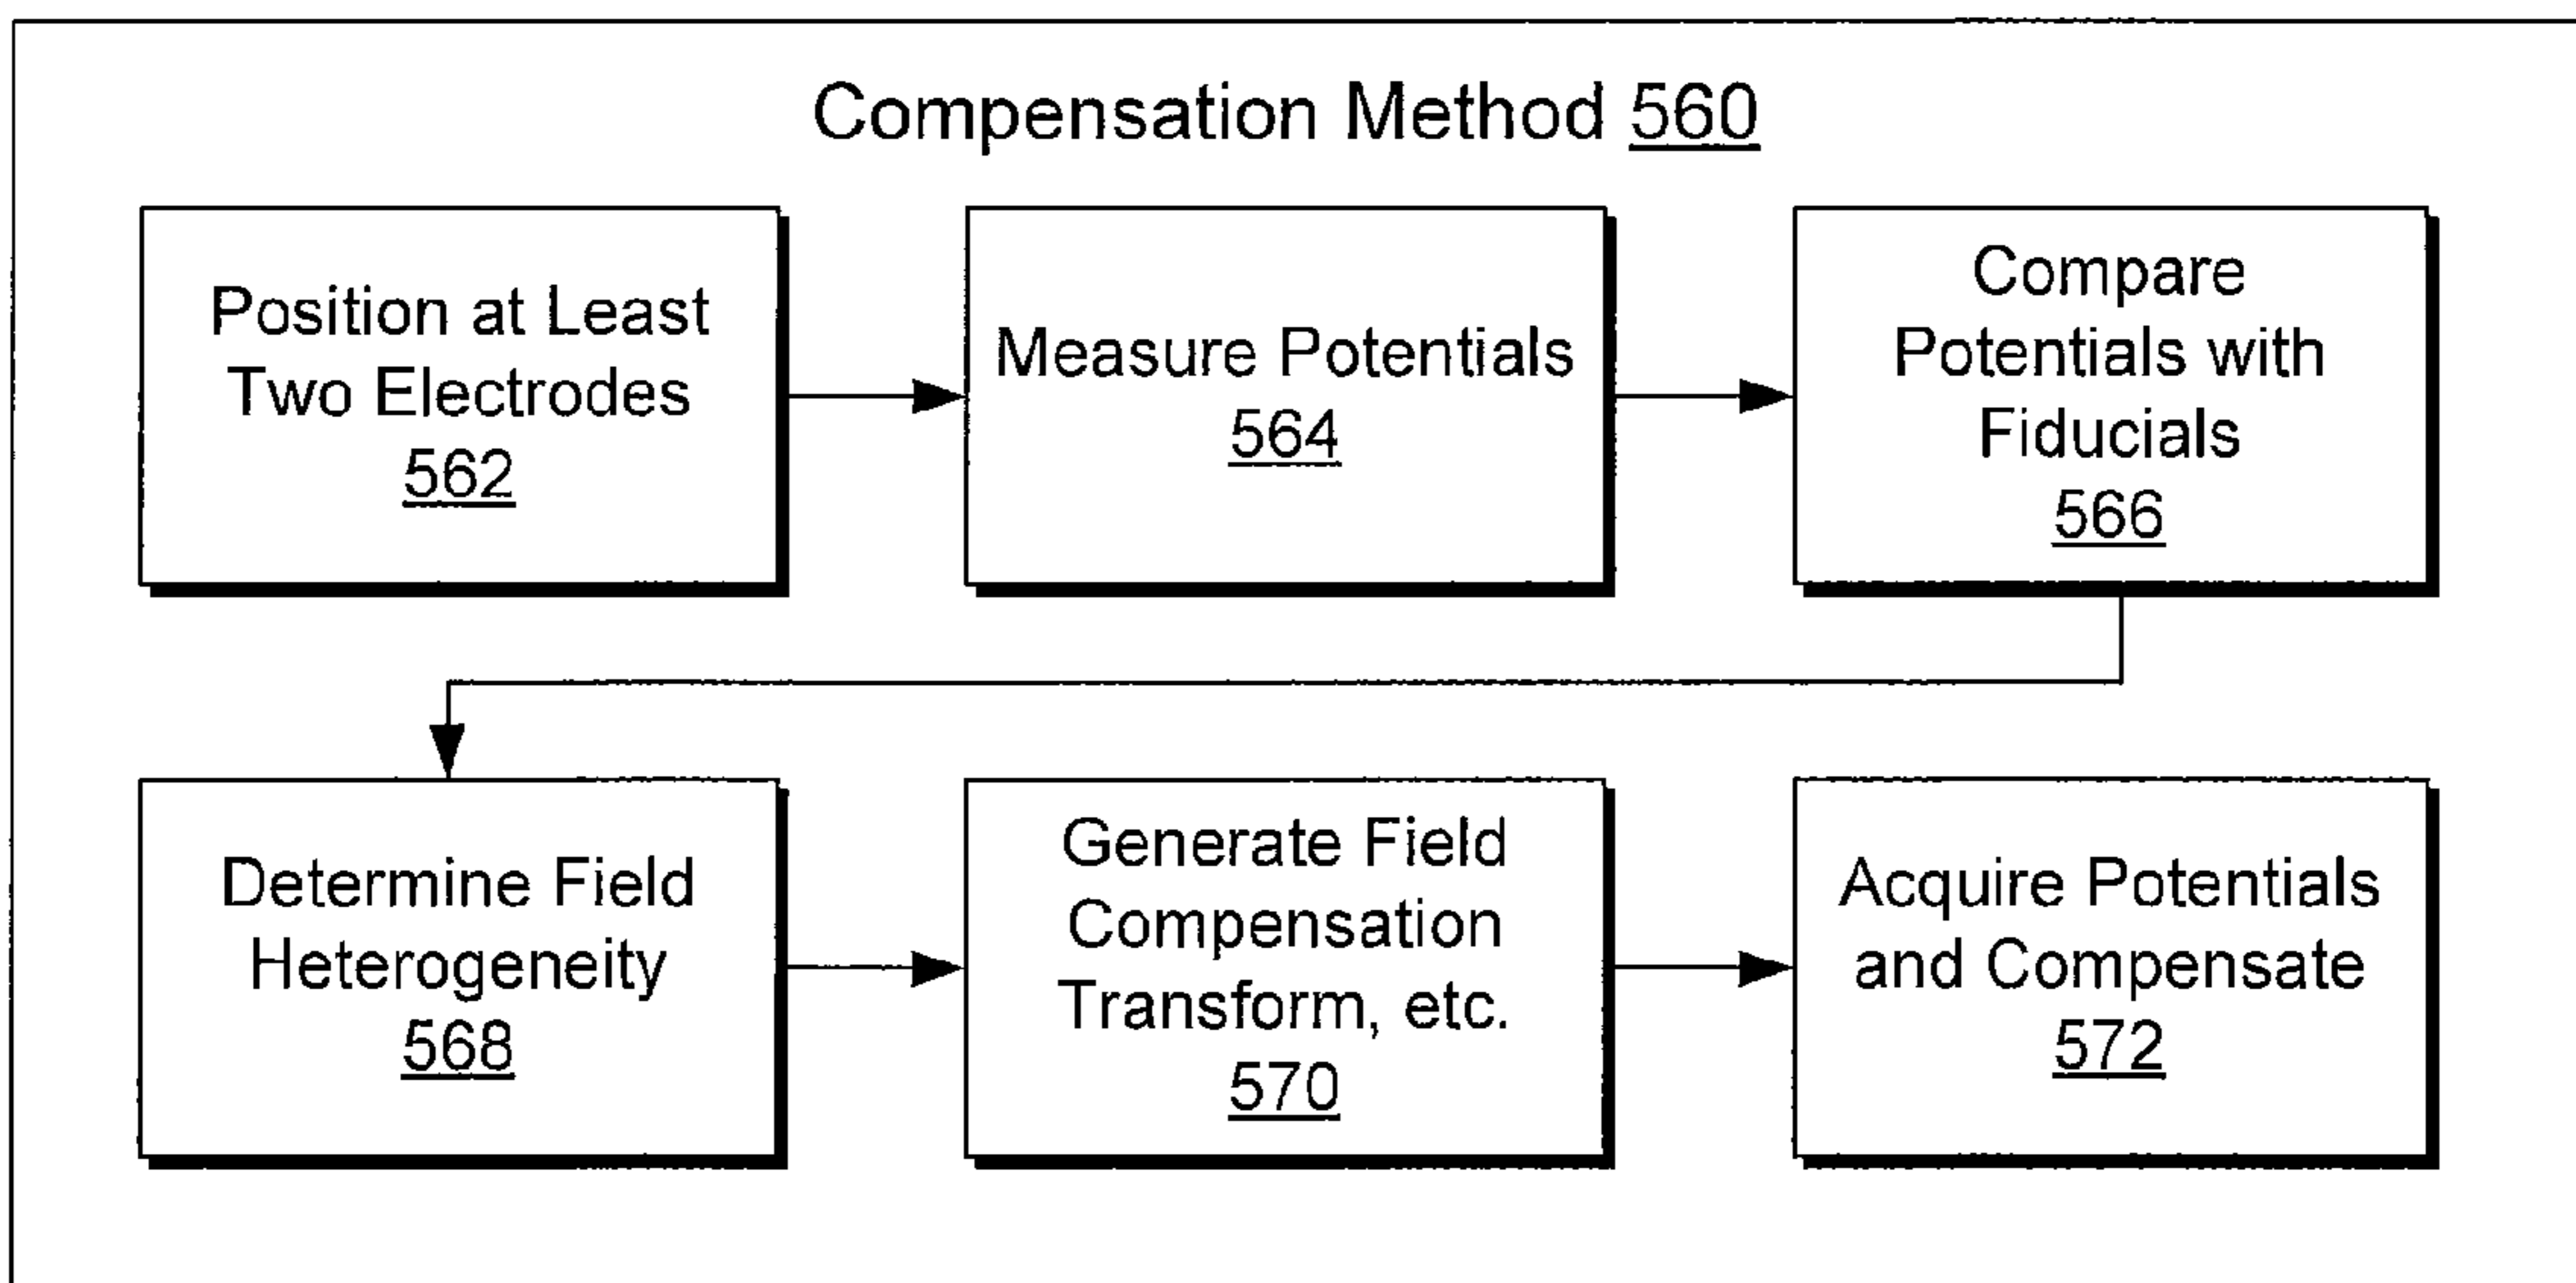 Compensation Method 560
Position at Least
Two Electrodes
562
Measure Potentials
564
Compare
Potentials with
Fiducials
566
Determine Field
Heterogeneity
568
Generate Field
Compensation
Transform, etc.
570
Acquire Potentials
and Compensate
572